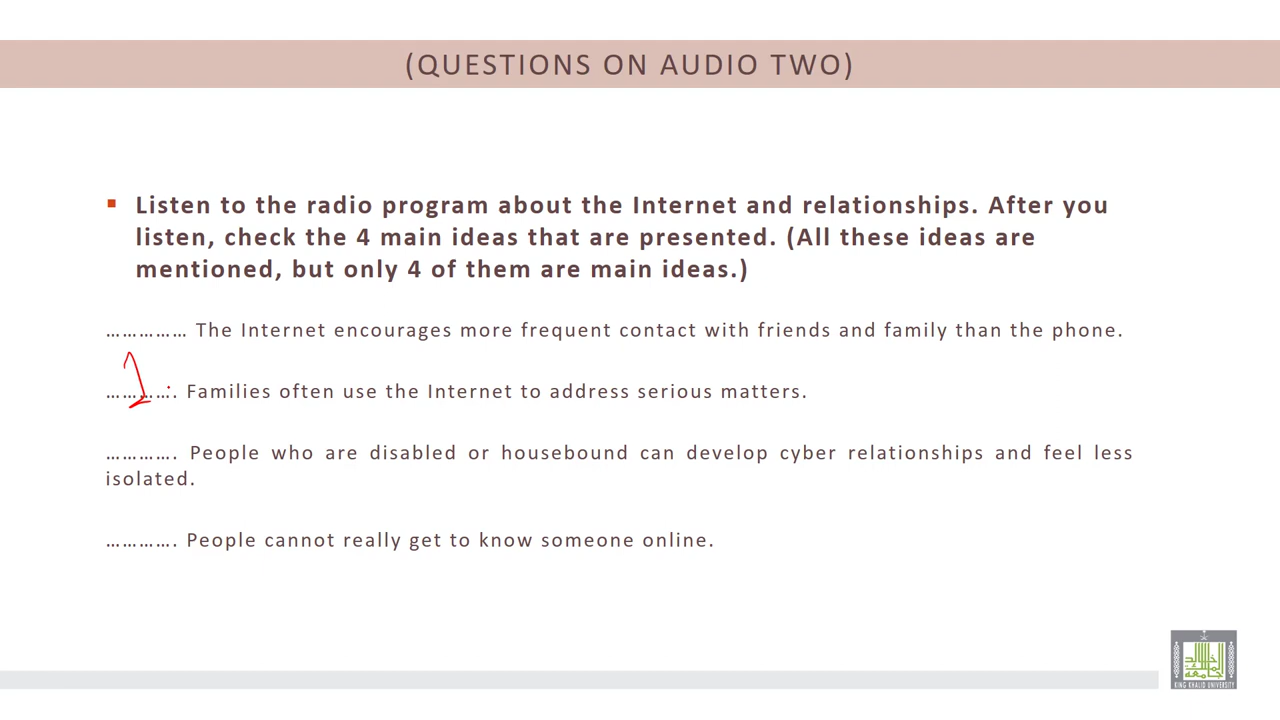 (QUESTIONS ON AUDIO TWO)
▪ Listen to the radio program about the Internet and relationships. After you
listen, check the 4 main ideas that are presented. (All these ideas are
mentioned, but only 4 of them are main ideas.)
…………… The Internet encourages more frequent contact with friends and family than the phone.
…………. Families often use the Internet to address serious matters.
…………. People who are disabled or housebound can develop cyber relationships and feel less
isolated.
…………. People cannot really get to know someone online.
KING KHALID UNIVERSITY